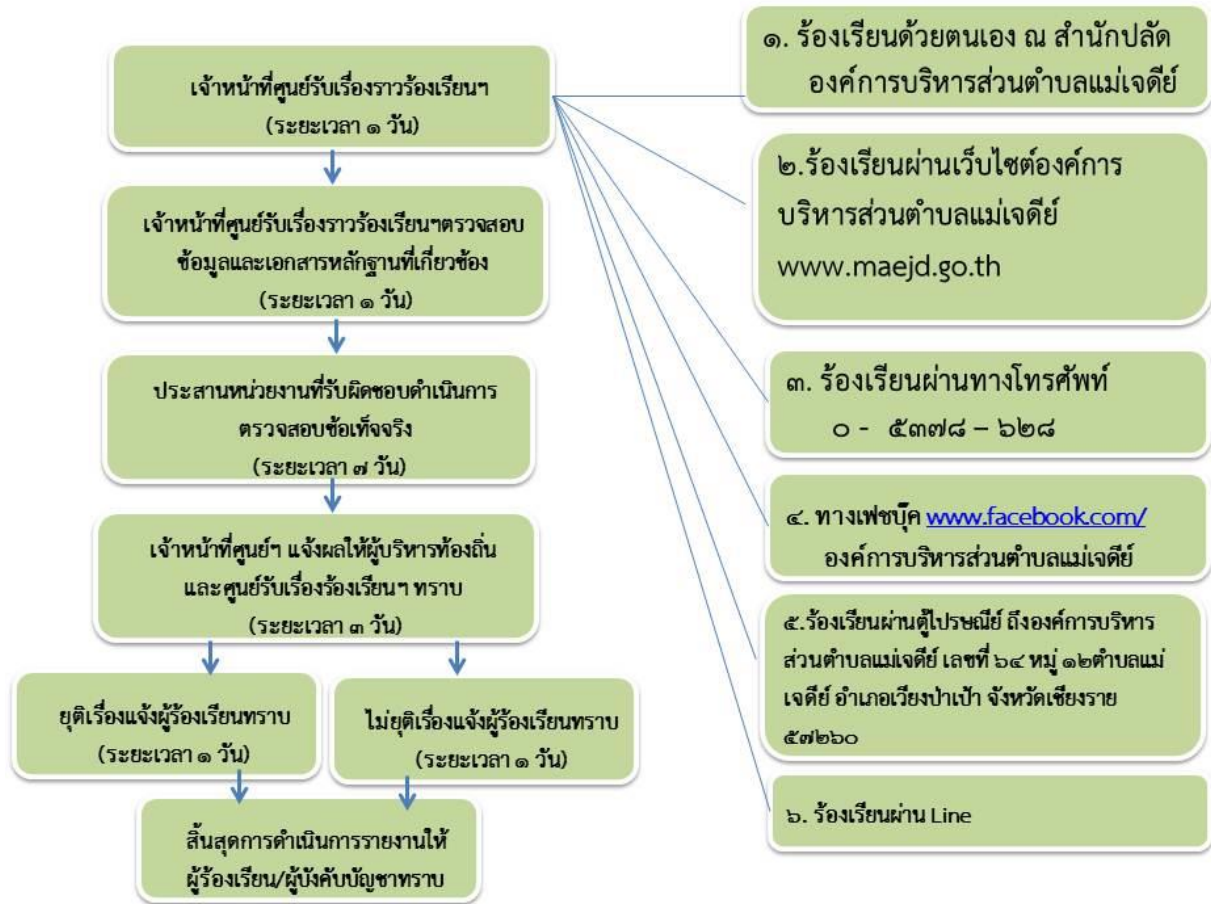 เจ้าหน้าที่ศูนย์รับเรื่องราวร้องเรียนฯ
(ระยะเวลา ๑ วัน)
เจ้าหน้าที่ศูนย์รับเรื่องราวร้องเรียนฯตรวจสอบ
ข้อมูลและเอกสารหลักฐานที่เกี่ยวข้อง
(ระยะเวลา ๑ วัน)
ประสานหน่วยงานที่รับผิดชอบดำเนินการ
ตรวจสอบข้อเท็จจริง
(ระยะเวลา ๗ วัน)
เจ้าหน้าที่ศูนย์ฯ แจ้งผลให้ผู้บริหารท้องถิ่น
และศูนย์รับเรื่องร้องเรียนฯ ทราบ
(ระยะเวลา ๓ วัน)
ยุติเรื่องแจ้งผู้ร้องเรียนทราบ
(ระยะเวลา ๑ วัน)
ไม่ยุติเรื่องแจ้งผู้ร้องเรียนทราบ
(ระยะเวลา ๑ วัน)
สิ้นสุดการดำเนินการรายงานให้
ผู้ร้องเรียน/ผู้บังคับบัญชาทราบ
๑. ร้องเรียนด้วยตนเอง ณ สำนักปลัด
องค์การบริหารส่วนตำบลแม่เจดีย์
๒.ร้องเรียนผ่านเว็บไซต์องค์การ
บริหารส่วนตำบลแม่เจดีย์
www.maejd.go.th
๓. ร้องเรียนผ่านทางโทรศัพท์
๐ - ๕๓๗๘ – ๖๒๘
๔. ทางเฟซบุ๊ค www.facebook.com/
องค์การบริหารส่วนตำบลแม่เจดีย์
๕.ร้องเรียนผ่านตู้ไปรษณีย์ ถึงองค์การบริหาร
ส่วนตำบลแม่เจดีย์ เลขที่ ๖๔ หมู่ ๑๒ตำบลแม่
เจดีย์ อำเภอเวียงป่าเป้า จังหวัดเชียงราย
๕๗๒๖๐
๖. ร้องเรียนผ่าน Line